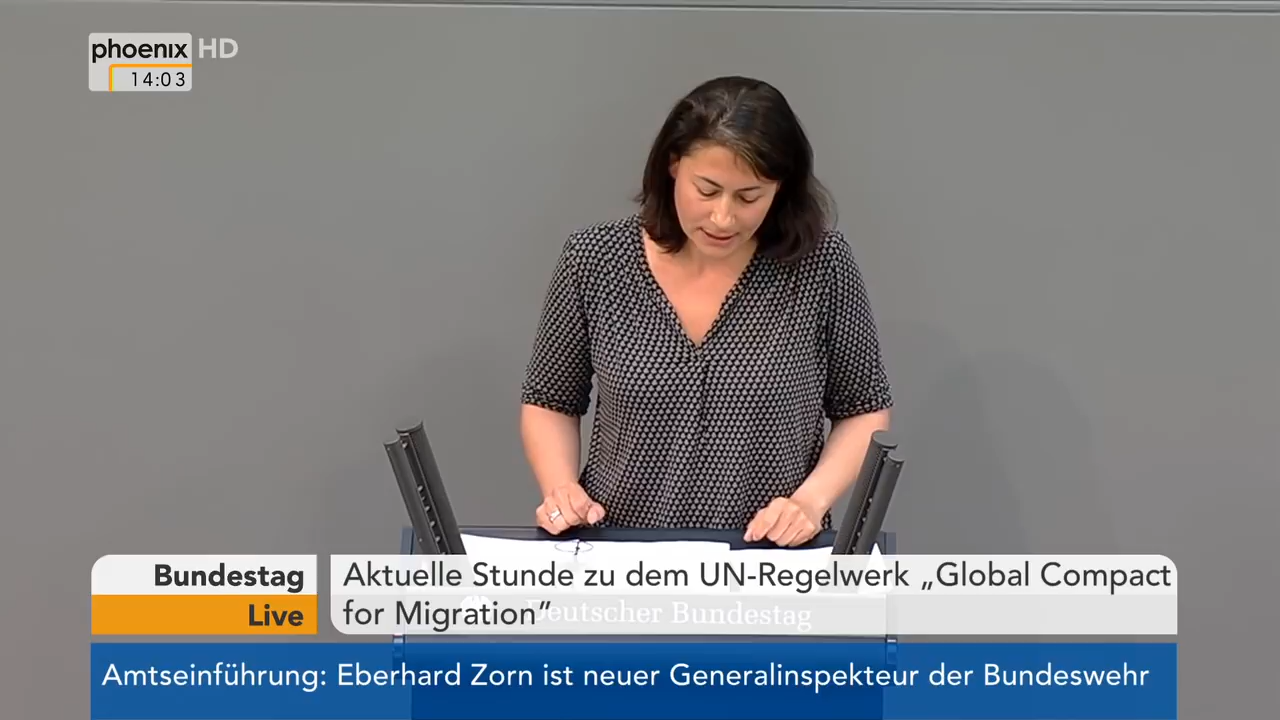 phoenix HD
14:03
Bundestag
Live
Aktuelle Stunde zu dem UN-Regelwerk „Global Compact
for Migration“
Deutscher Bundestag
Amtseinführung: Eberhard Zorn ist neuer Generalinspekteur der Bundeswehr